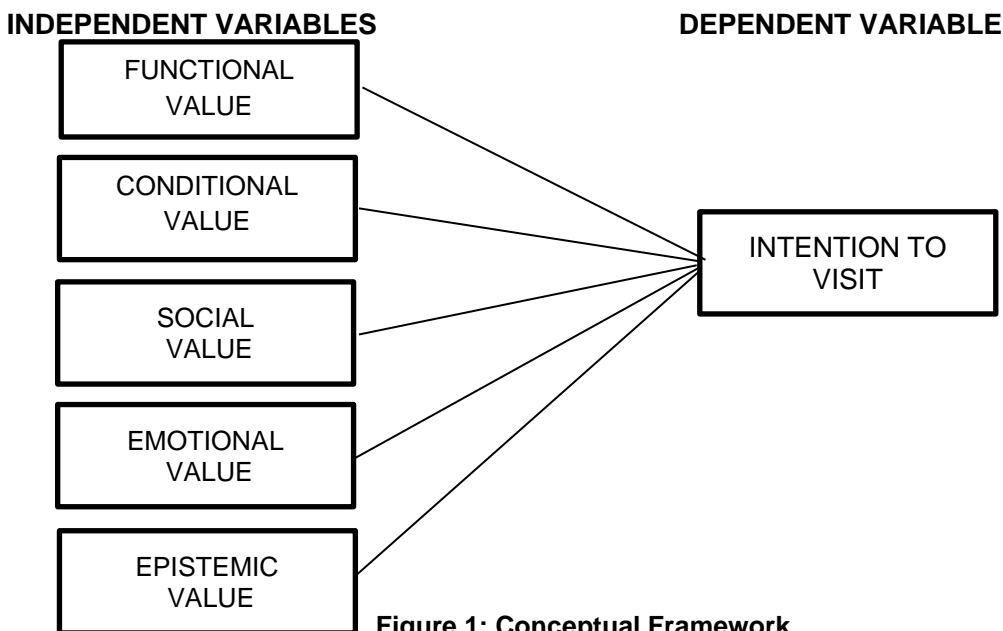 INDEPENDENT VARIABLES
DEPENDENT VARIABLE
FUNCTIONAL
VALUE
CONDITIONAL
VALUE
SOCIAL
VALUE
EMOTIONAL
VALUE
EPISTEMIC
VALUE
INTENTION TO
VISIT
Figure 1: Conceptual Framework